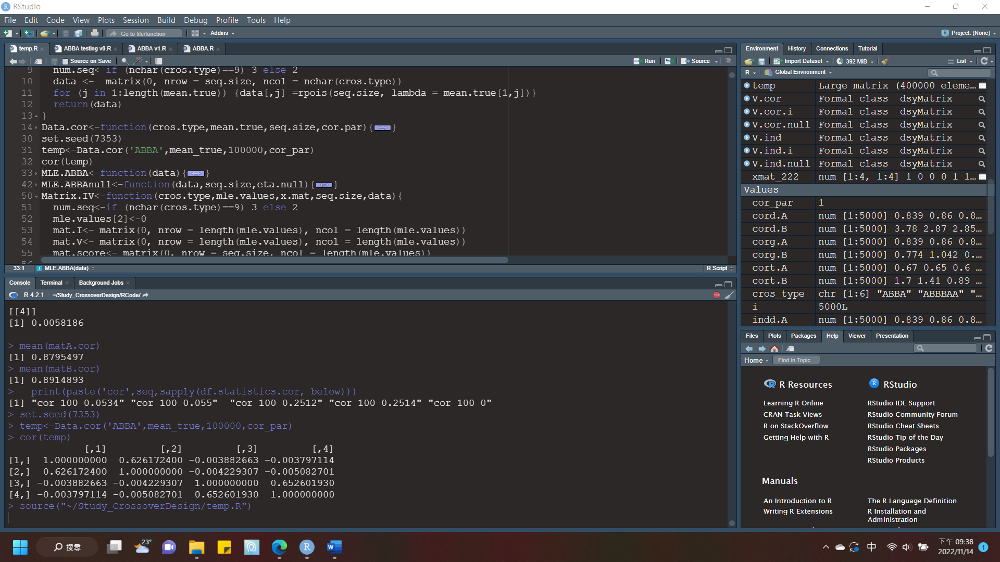 RStudio
File Edit Code View Plots Session Build Debug Profile Tools Help
Go to file/function Addins Project: (None)
temp.R ABBA testing v0.R ABBA v1.R ABBA.R
Source on Save Run Source
9 num.seq<-if (nchar(cros.type)==9) 3 else 2
10 data <- matrix(0, nrow = seq.size, ncol = nchar(cros.type))
11 for (j in 1:length(mean.true)) {data[,j] =rpois(seq.size, lambda = mean.true[1,j])}
12 return(data)
13 }
14 Data.cor<-function(cros.type,mean.true,seq.size,cor.par){}
30 set.seed(7353)
31 temp<-Data.cor('ABBA',mean_true,100000,cor_par)
32 cor(temp)
33 MLE.ABBA<-function(data){}
42 MLE.ABBAnull<-function(data,seq.size,eta.null){}
50 Matrix.IV<-function(cros.type,mle.values,x.mat,seq.size,data){
51 num.seq<-if (nchar(cros.type)==9) 3 else 2
52 mle.values[2]<-0
53 mat.I<- matrix(0, nrow = length(mle.values), ncol = length(mle.values))
54 mat.V<- matrix(0, nrow = length(mle.values), ncol = length(mle.values))
55 mat.score<- matrix(0, nrow = seq.size, ncol = length(mle.values))
56
33:1 MLE.ABBA(data) R Script
Console Terminal Background Jobs
R 4.2.1 · ~/Study_CrossoverDesign/RCode/
[[4]]
[1] 0.0058186
> mean(matA.cor)
[1] 0.8795497
> mean(matB.cor)
[1] 0.8914893
> print(paste('cor',seq,sapply(df.statistics.cor, below)))
[1] "cor 100 0.0534" "cor 100 0.055" "cor 100 0.2512" "cor 100 0.2514" "cor 100 0"
> set.seed(7353)
> temp<-Data.cor('ABBA',mean_true,100000,cor_par)
> cor(temp)
[,1] [,2] [,3] [,4]
[1,] 1.000000000 0.626172400 -0.003882663 -0.003797114
[2,] 0.626172400 1.000000000 -0.004229307 -0.005082701
[3,] -0.003882663 -0.004229307 1.000000000 0.652601930
[4,] -0.003797114 -0.005082701 0.652601930 1.000000000
> source("~/Study_CrossoverDesign/temp.R")
Environment History Connections Tutorial
Import Dataset 392 MiB List
R Global Environment
temp Large matrix (400000 eleme...
V.cor Formal class dsyMatrix
V.cor.i Formal class dsyMatrix
V.cor.null Formal class dsyMatrix
V.ind Formal class dsyMatrix
V.ind.i Formal class dsyMatrix
V.ind.null Formal class dsyMatrix
xmat_222 num [1:4, 1:4] 1 0 0 0 1 1...
Values
cor_par 1
cord.A num [1:5000] 0.839 0.86 0.8...
cord.B num [1:5000] 3.78 2.87 2.85...
corg.A num [1:5000] 0.839 0.86 0.8...
corg.B num [1:5000] 0.774 1.042 0....
cort.A num [1:5000] 0.67 0.65 0.6 ...
cort.B num [1:5000] 1.7 1.41 0.89 ...
cros_type chr [1:6] "ABBA" "ABBBAA" "...
i 5000L
indd.A num [1:5000] 0.839 0.86 0.8...
Files Plots Packages Help Viewer Presentation
Home Find in Topic
R Resources
Learning R Online
CRAN Task Views
R on StackOverflow
Getting Help with R
RStudio
RStudio IDE Support
RStudio Community Forum
RStudio Cheat Sheets
RStudio Tip of the Day
RStudio Packages
RStudio Products
Manuals
An Introduction to R
Writing R Extensions
The R Language Definition
R Installation and
Administration
搜尋 23° 中 下午 09:38
2022/11/14 1